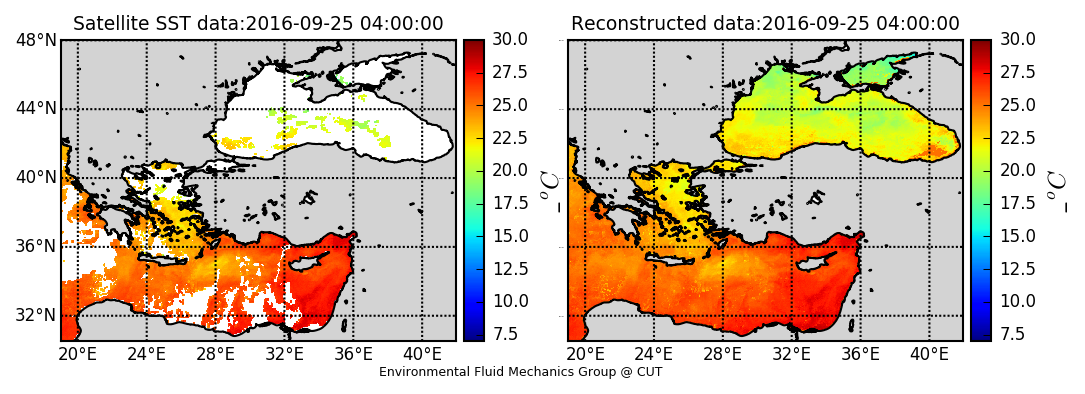 Satellite SST data:2016-09-25 04:00:00
48°N
44°N
40°N
36°N
32°N
20°E 24°E 28°E 32°E 36°E 40°E
30.0
27.5
25.0
22.5
20.0
17.5
15.0
12.5
10.0
7.5
_°C
Reconstructed data:2016-09-25 04:00:00
20°E 24°E 28°E 32°E 36°E 40°E
30.0
27.5
25.0
22.5
20.0
17.5
15.0
12.5
10.0
7.5
_°C
Environmental Fluid Mechanics Group @ CUT